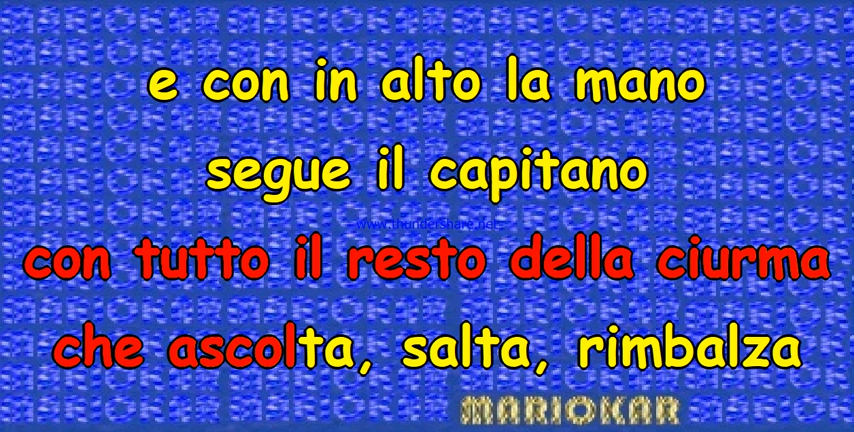 e con in alto la mano
segue il capitano
www.thundershare.net
con tutto il resto della ciurma
che ascolta, salta, rimbalza
MARIOKAR